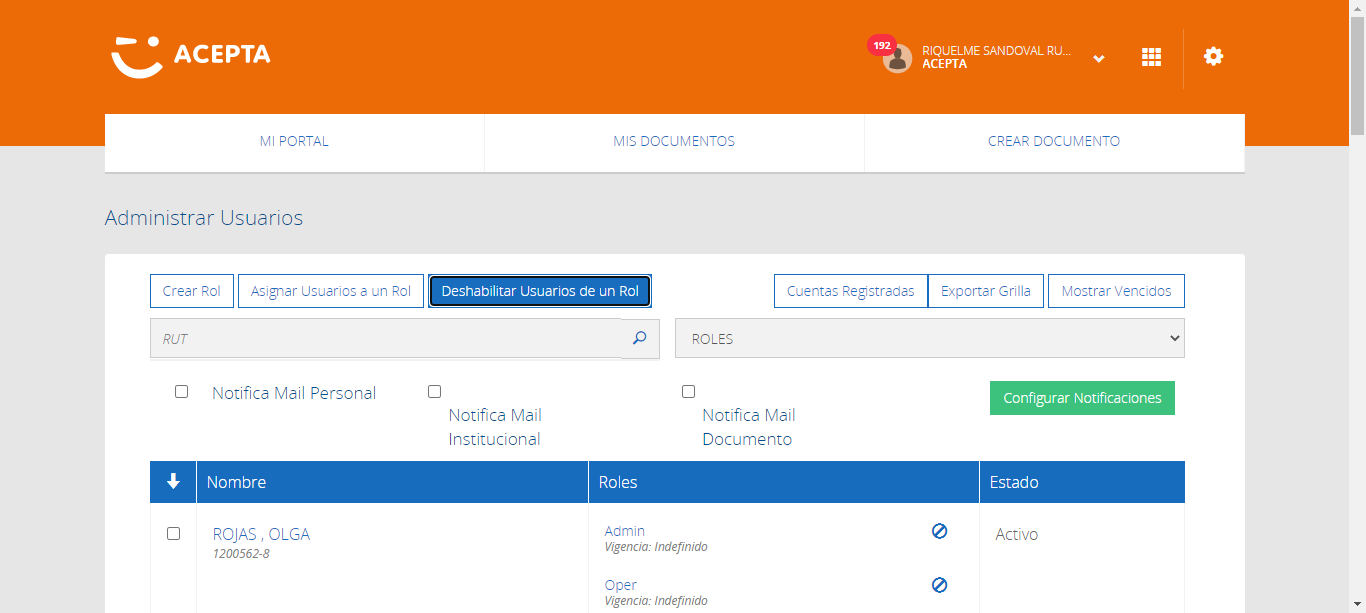 ACEPTA
192
RIQUELME SANDOVAL RU...
ACEPTA
MI PORTAL
MIS DOCUMENTOS
CREAR DOCUMENTO
Administrar Usuarios
Crear Rol
Asignar Usuarios a un Rol
Deshabilitar Usuarios de un Rol
Cuentas Registradas
Exportar Grilla
Mostrar Vencidos
RUT
ROLES
Notifica Mail Personal
Notifica Mail
Institucional
Notifica Mail
Documento
Configurar Notificaciones
Nombre
Roles
Estado
ROJAS , OLGA
1200562-8
Admin
Vigencia: Indefinido
Activo
Oper
Vigencia: Indefinido